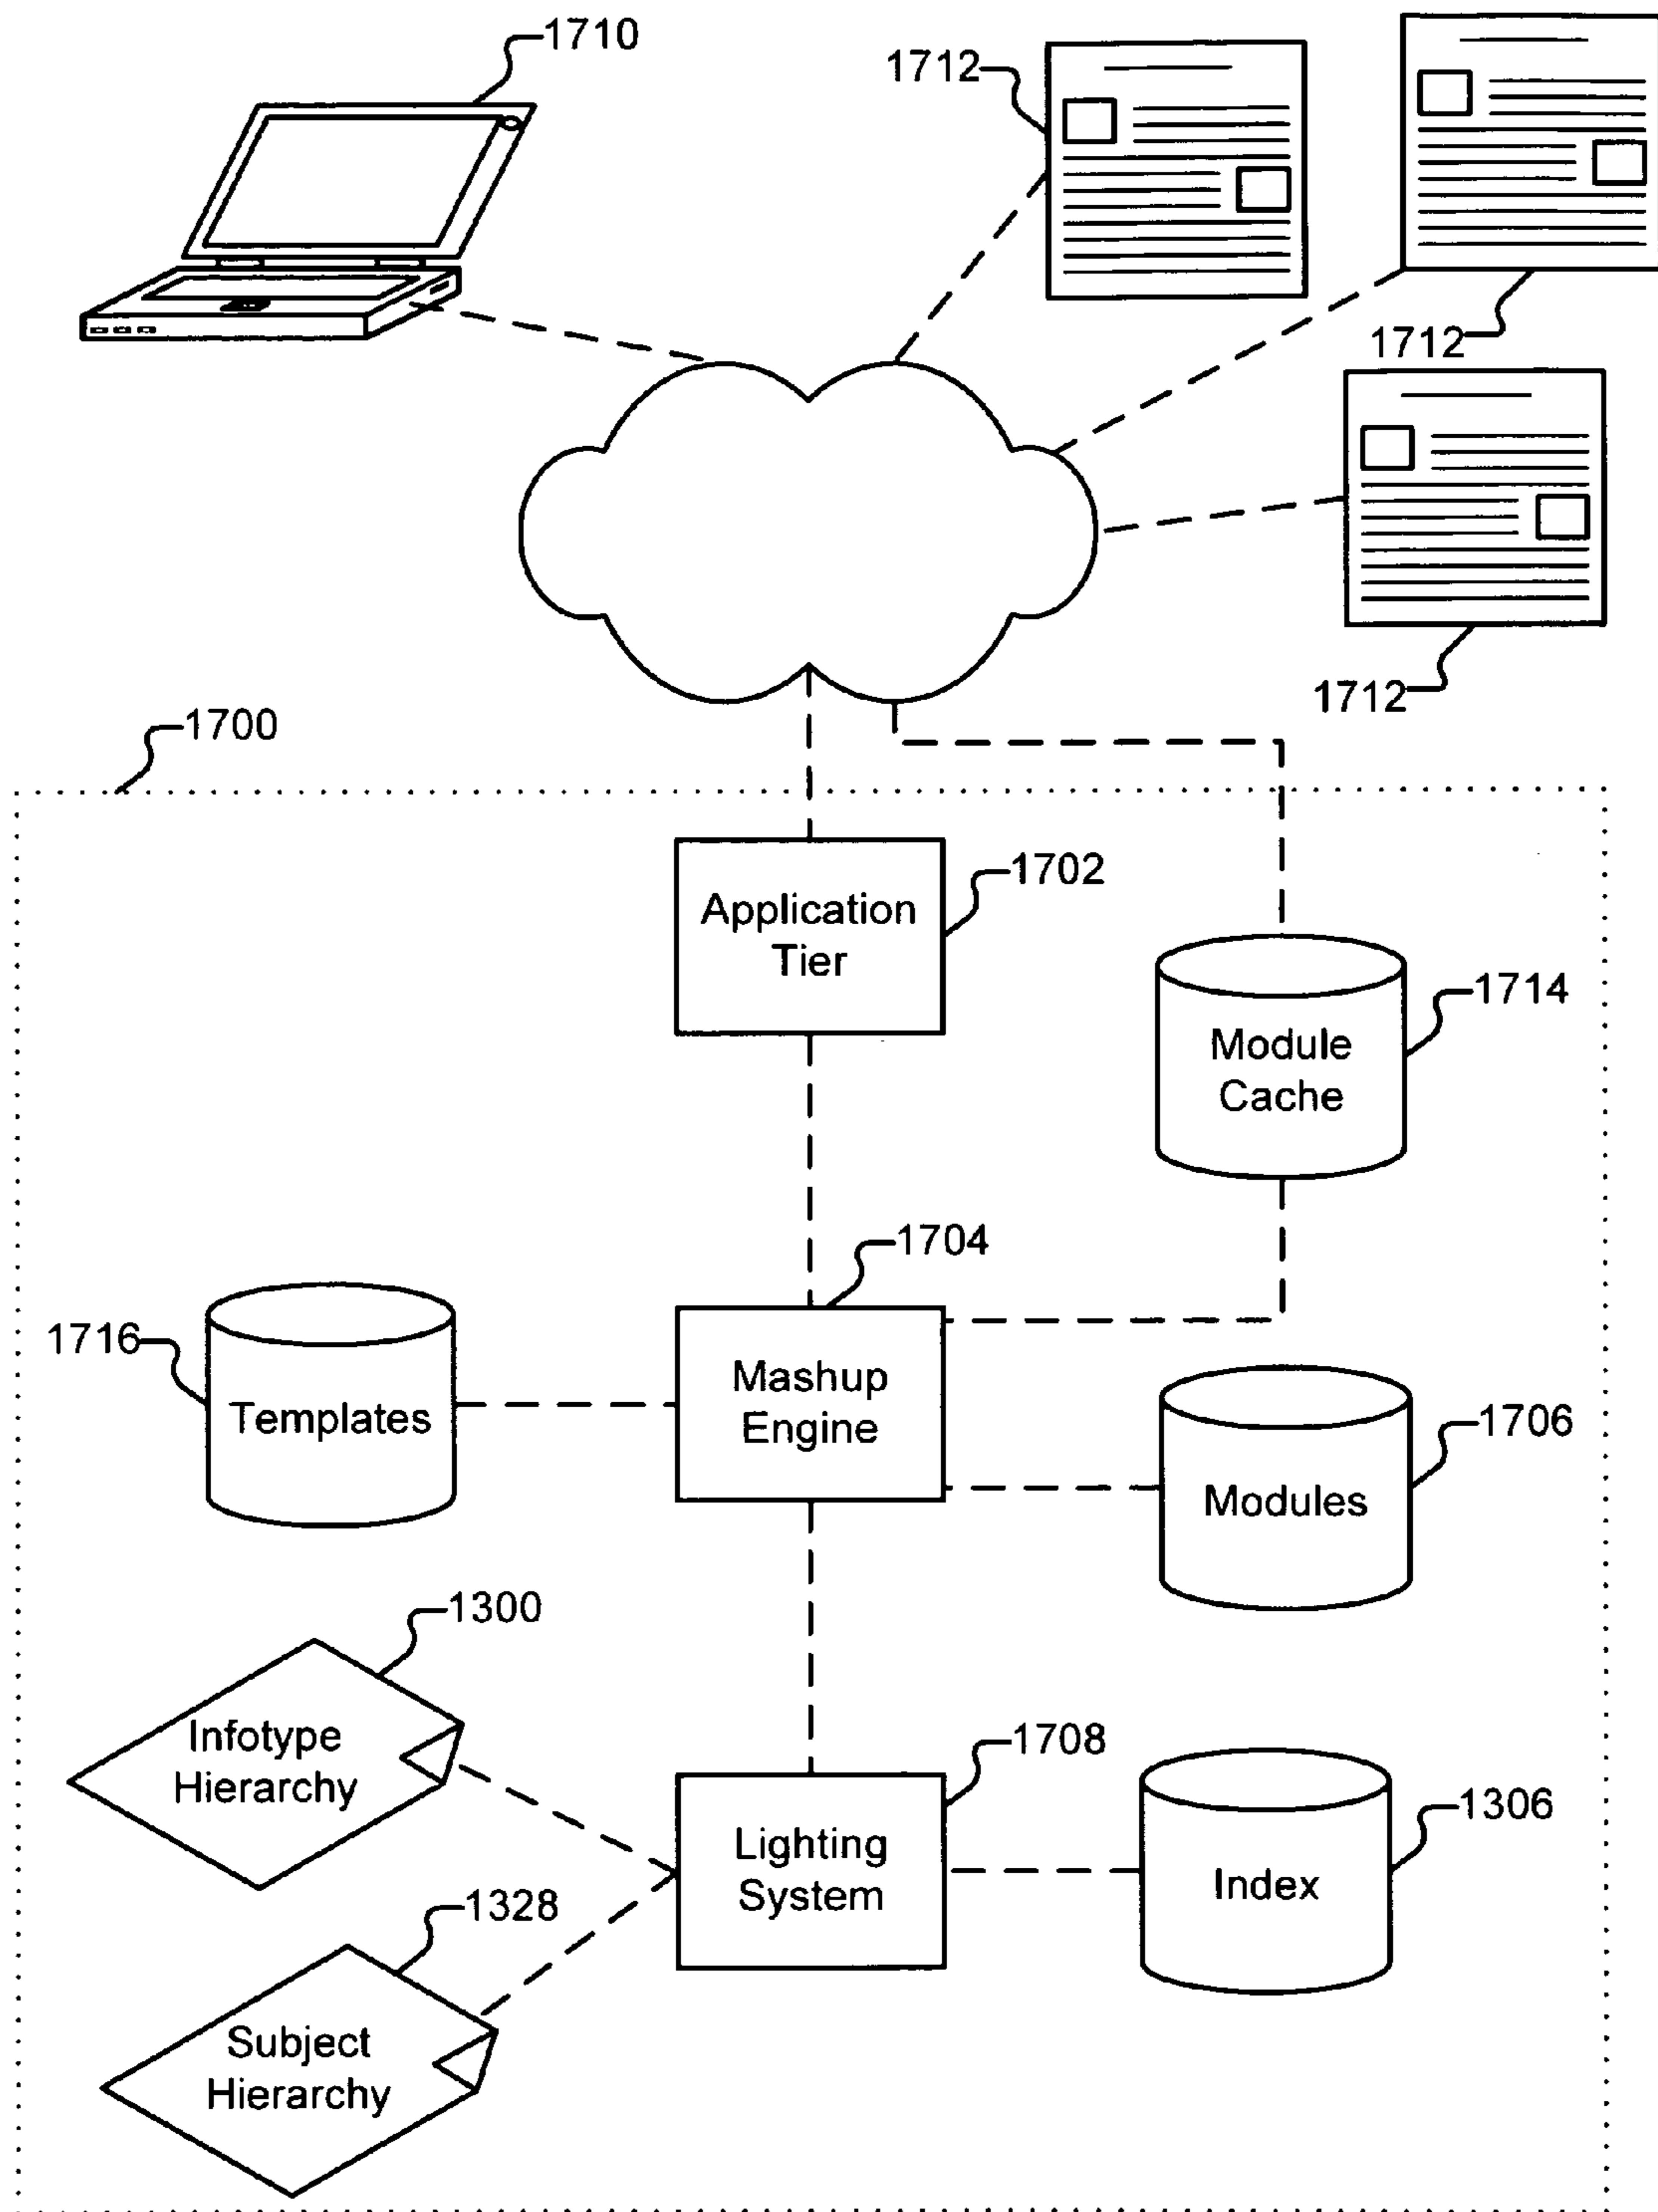 1710
1712
1712
1712
1700
Application
Tier
1702
Module
Cache
1714
1704
1716
Templates
Mashup
Engine
Modules
1706
1300
Infotype
Hierarchy
1708
Lighting
System
1306
Index
1328
Subject
Hierarchy